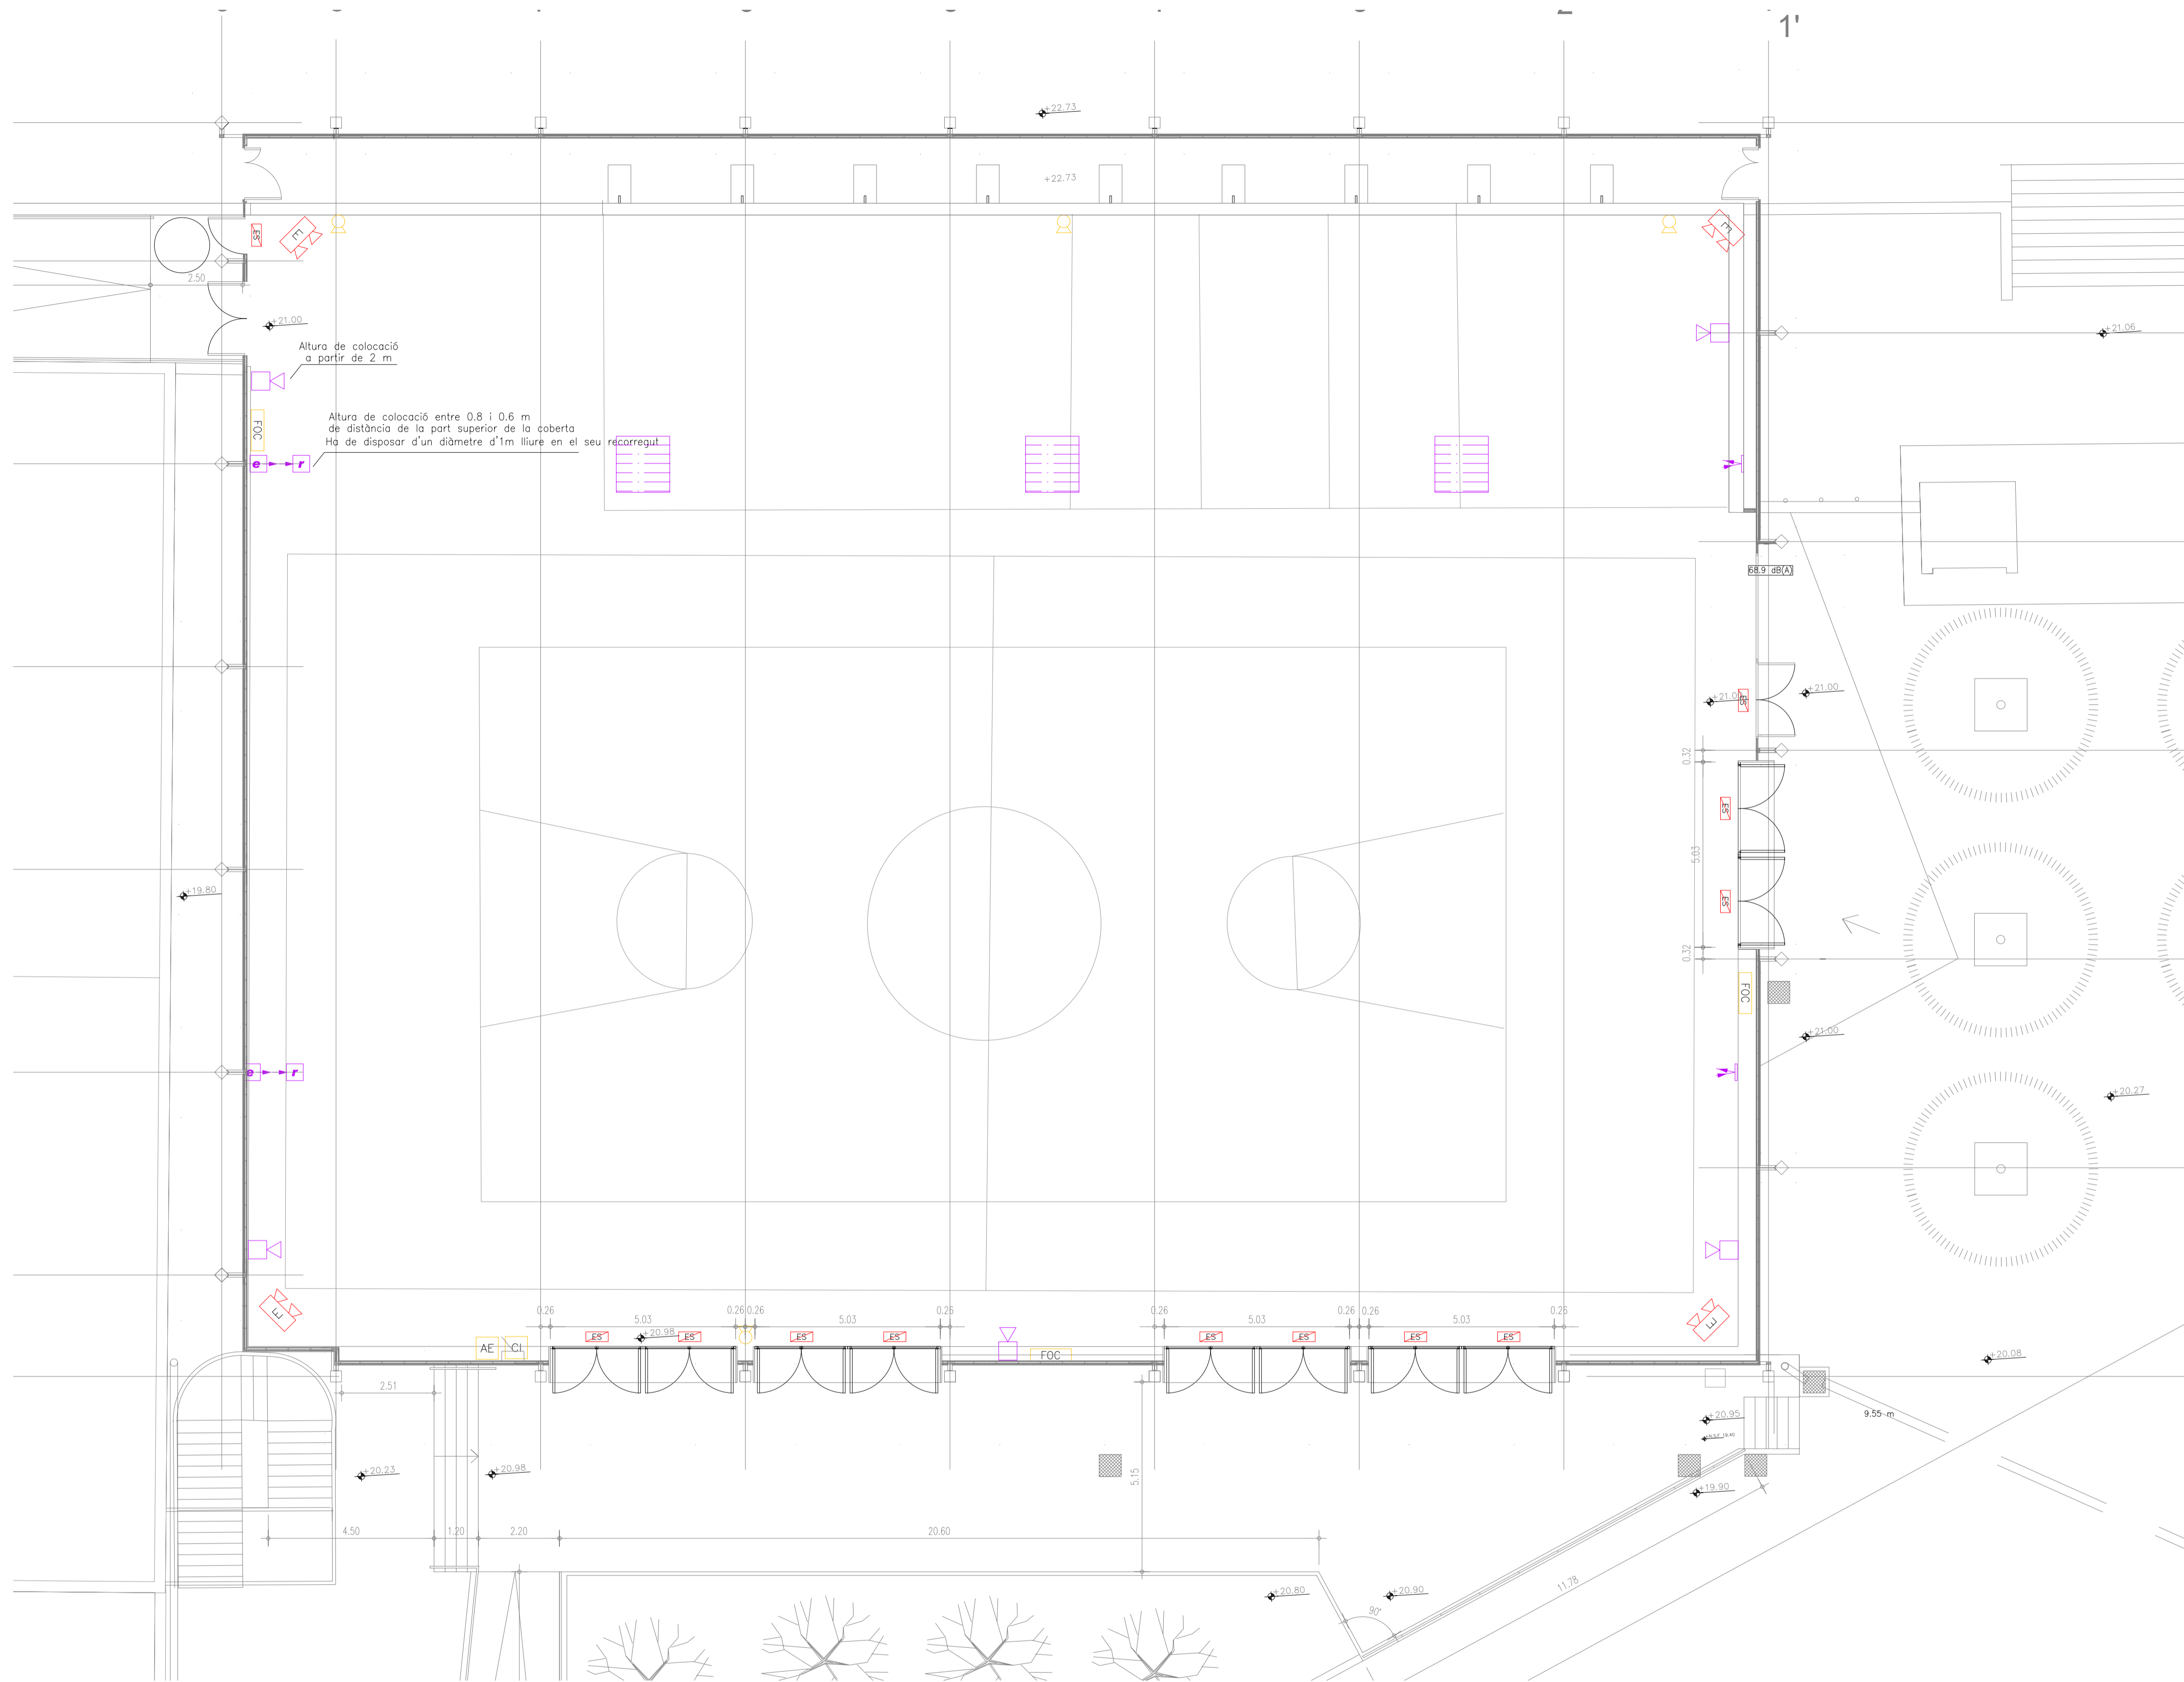 1'
+22.73
+22.73
ES
E
E
2.50
+21.00
+21.06
Altura de colocació
a partir de 2 m
FOC
Altura de colocació entre 0.8 i 0.6 m
de distància de la part superior de la coberta
Ha de disposar d'un diàmetre d'1m lliure en el seu recorregut
e
r
68.9 dB(A)
+21.00
ES
+21.00
0.32
ES
5.03
+19.80
ES
0.32
FOC
+21.00
e
r
+20.27
E
E
0.26
5.03
0.26
0.26
5.03
0.26
0.26
5.03
0.26
0.26
5.03
0.26
AE
CI
ES
+20.98
ES
ES
ES
FOC
ES
ES
ES
ES
+20.08
2.51
9.55 m
+20.95
+20.23
+20.98
5.15
+19.90
4.50
1.20
2.20
20.60
11.78
+20.80
+20.90
90°